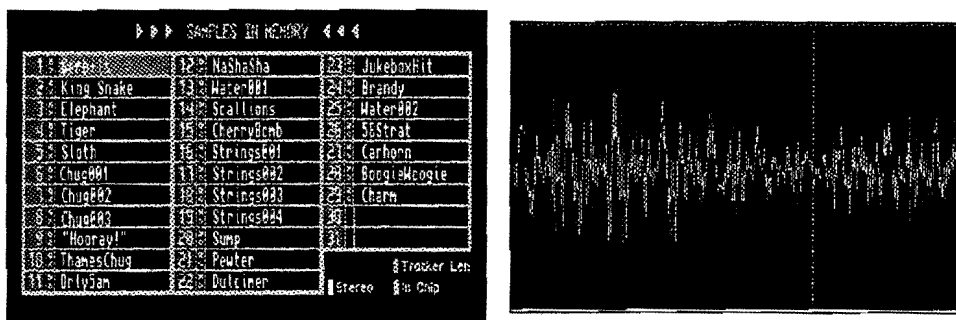 SAMPLES IN MEMORY
1
2 King Snake
3 Elephant
4 Tiger
5 Sloth
6 Chug001
7 Chug002
8 Chug003
9 "Hooray!"
10 ThamesChug
11 OrlySam
12 NaShaSha
13 Water001
14 Scallions
15 CherryBomb
16 Strings001
17 Strings002
18 Strings003
19 Strings004
20 Sump
21 Pewter
22 Dulcimer
23 JukeboxHit
24 Brandy
25 Water002
26 56Strat
27 Carhorn
28 BoogieWoogie
29 Charm
30
31
Tracker Len
Stereo
In Chip